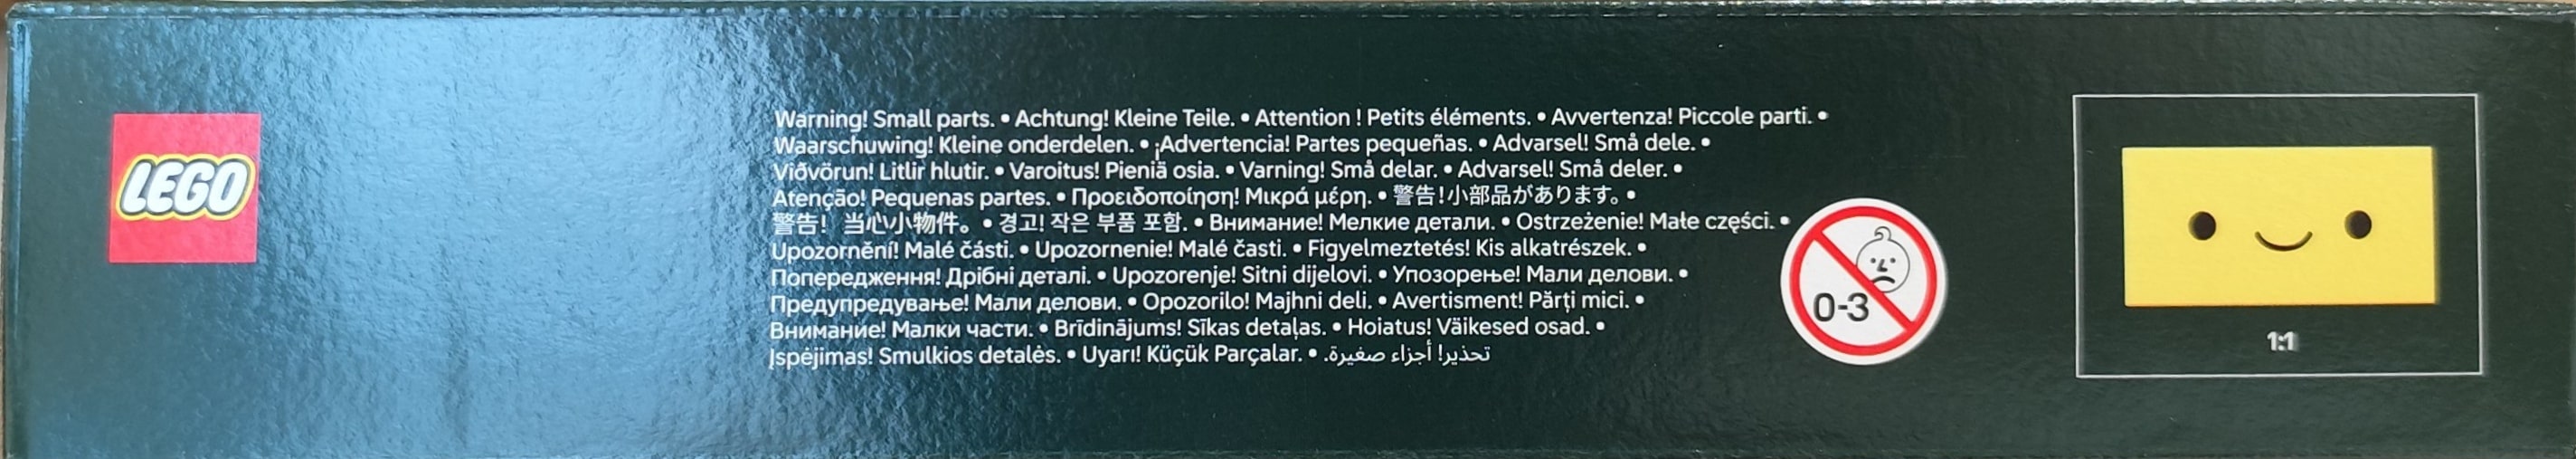 LEGO
Warning! Small parts. • Achtung! Kleine Teile. • Attention ! Petits éléments. • Avvertenza! Piccole parti. •
Waarschuwing! Kleine onderdelen. • ¡Advertencia! Partes pequeñas. • Advarsel! Små dele. •
Viðvörun! Litlir hlutir. • Varoitus! Pieniä osia. • Varning! Små delar. • Advarsel! Små deler. •
Atenção! Pequenas partes. • Προειδοποίηση! Μικρά μέρη. • 警告!小部品があります。 •
警告! 当心小物件。 • 경고! 작은 부품 포함. • Внимание! Мелкие детали. • Ostrzeżenie! Małe części. •
Upozornění! Malé části. • Upozornenie! Malé časti. • Figyelmeztetés! Kis alkatrészek. •
Попередження! Дрібні деталі. • Upozorenje! Sitni dijelovi. • Упозорење! Мали делови. •
Предупредување! Мали делови. • Opozorilo! Majhni deli. • Avertisment! Părți mici. •
Внимание! Малки части. • Brīdinājums! Sīkas detaļas. • Hoiatus! Väikesed osad. •
Įspėjimas! Smulkios detalės. • Uyarı! Küçük Parçalar. • تحذير! أجزاء صغيرة.
0-3
1:1